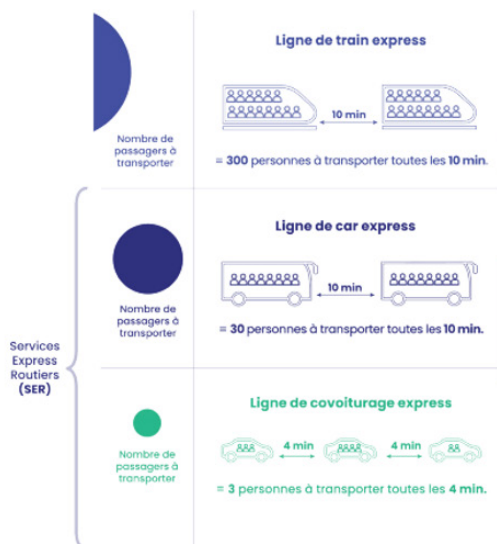 Ligne de train express
10 min
Nombre de
passagers à
transporter
= 300 personnes à transporter toutes les 10 min.
Ligne de car express
10 min
Nombre de
passagers à
transporter
= 30 personnes à transporter toutes les 10 min.
Services
Express
Routiers
(SER)
Ligne de covoiturage express
4 min
4 min
Nombre de
passagers à
transporter
= 3 personnes à transporter toutes les 4 min.